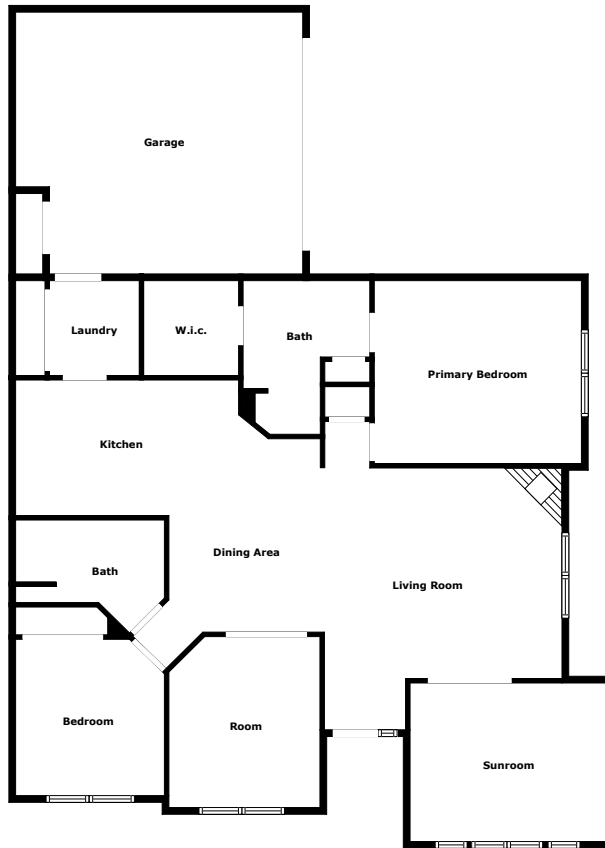 Garage
Laundry
W.i.c.
Bath
Primary Bedroom
Kitchen
Dining Area
Bath
Living Room
Bedroom
Room
Sunroom